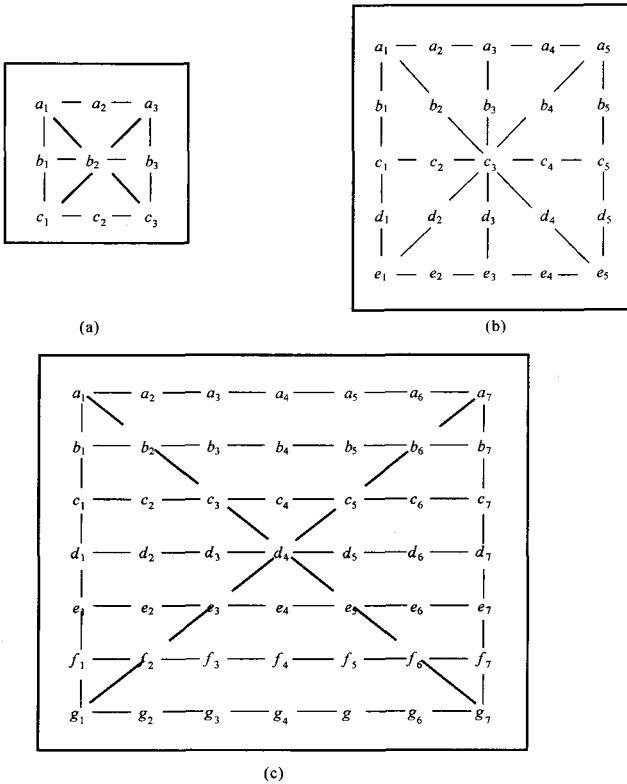 a₁ a₂ a₃
b₁ b₂ b₃
c₁ c₂ c₃
(a)
a₁ a₂ a₃ a₄ a₅
b₁ b₂ b₃ b₄ b₅
c₁ c₂ c₃ c₄ c₅
d₁ d₂ d₃ d₄ d₅
e₁ e₂ e₃ e₄ e₅
(b)
a₁ a₂ a₃ a₄ a₅ a₆ a₇
b₁ b₂ b₃ b₄ b₅ b₆ b₇
c₁ c₂ c₃ c₄ c₅ c₆ c₇
d₁ d₂ d₃ d₄ d₅ d₆ d₇
e₁ e₂ e₃ e₄ e₅ e₆ e₇
f₁ f₂ f₃ f₄ f₅ f₆ f₇
g₁ g₂ g₃ g₄ g g₆ g₇
(c)